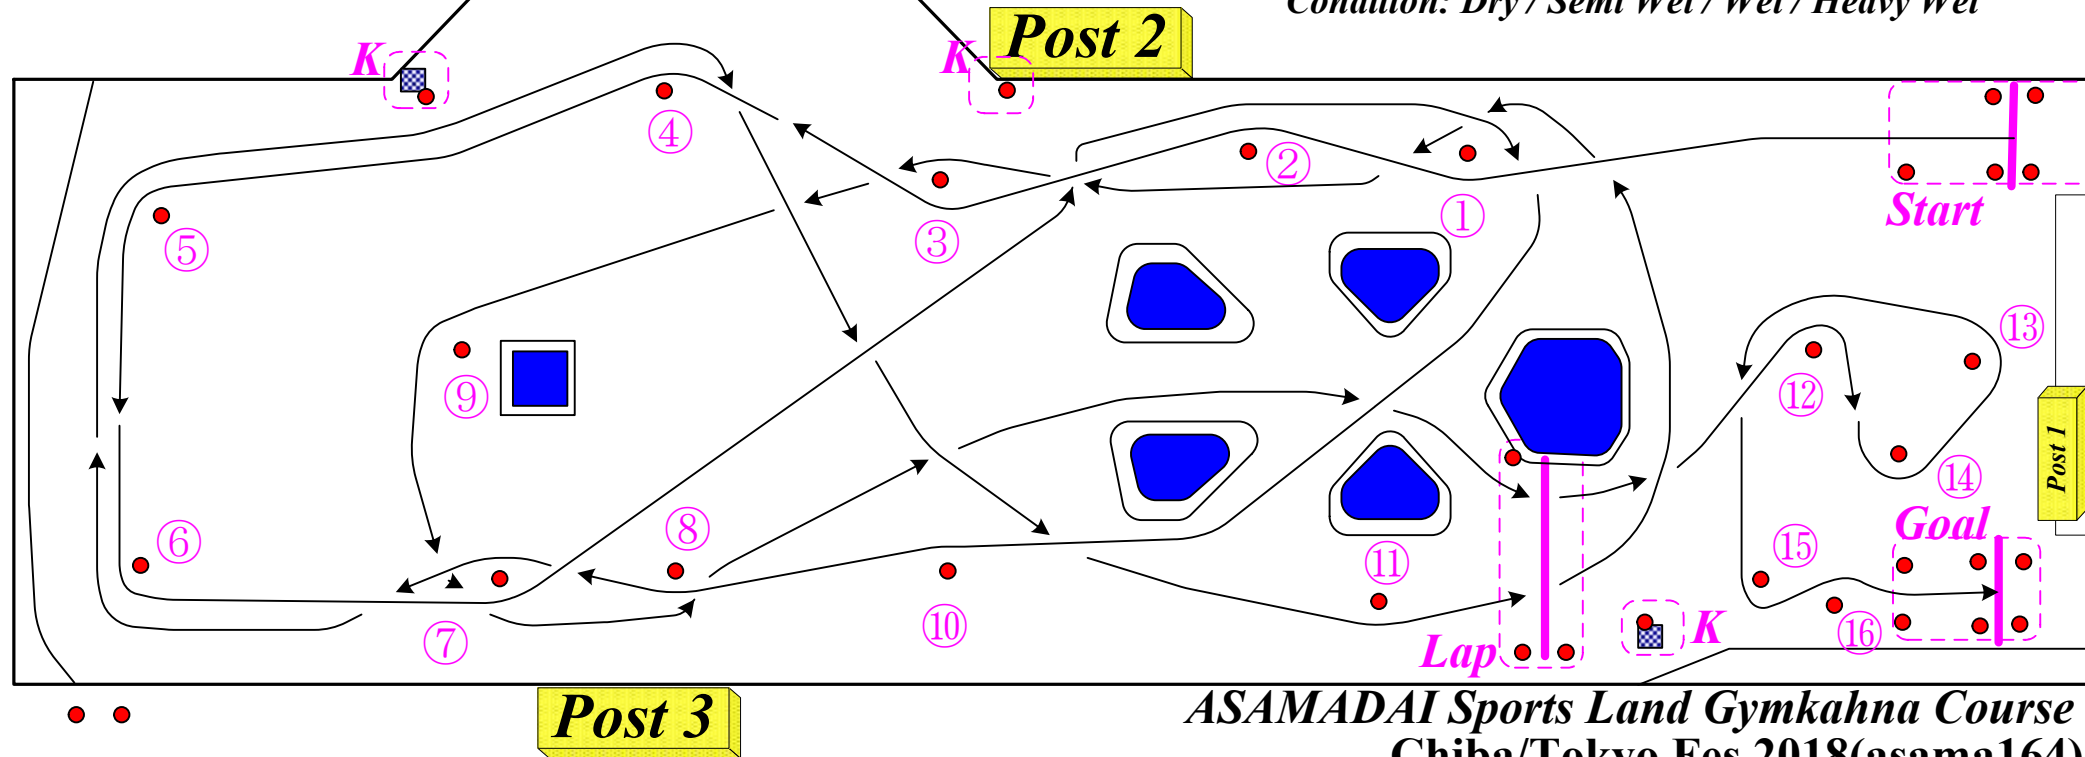 Condition: Dry / Semi Wet / Wet / Heavy Wet
Post 2
K
K
④
②
Start
①
⑤
③
⑬
⑨
⑫
Post 1
⑭
⑧
Goal
⑥
⑮
⑪
⑩
⑦
Lap
K
⑯
Post 3
ASAMADAI Sports Land Gymkahna Course
Chiba/Tokyo Fes 2018(asama164)